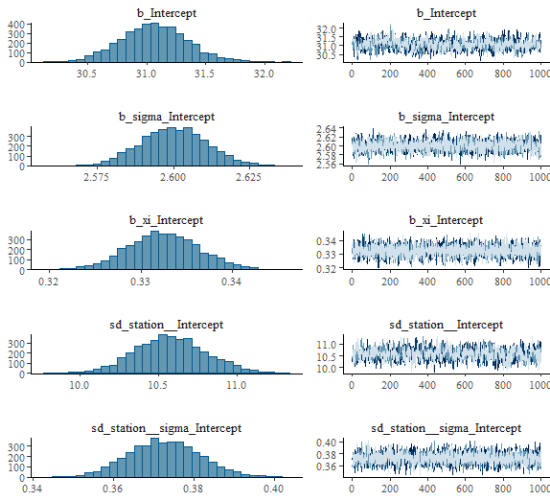 b_Intercept
400
300
200
100
0
30.5 31.0 31.5 32.0
b_Intercept
32.0
31.5
31.0
30.5
0 200 400 600 800 1000
b_sigma_Intercept
300
200
100
0
2.575 2.600 2.625
b_sigma_Intercept
2.64
2.62
2.60
2.58
2.56
0 200 400 600 800 1000
b_xi_Intercept
300
200
100
0
0.32 0.33 0.34
b_xi_Intercept
0.34
0.33
0.32
0 200 400 600 800 1000
sd_station__Intercept
300
200
100
0
10.0 10.5 11.0
sd_station__Intercept
11.0
10.5
10.0
0 200 400 600 800 1000
sd_station__sigma_Intercept
300
200
100
0
0.34 0.36 0.38 0.40
sd_station__sigma_Intercept
0.40
0.38
0.36
0 200 400 600 800 1000